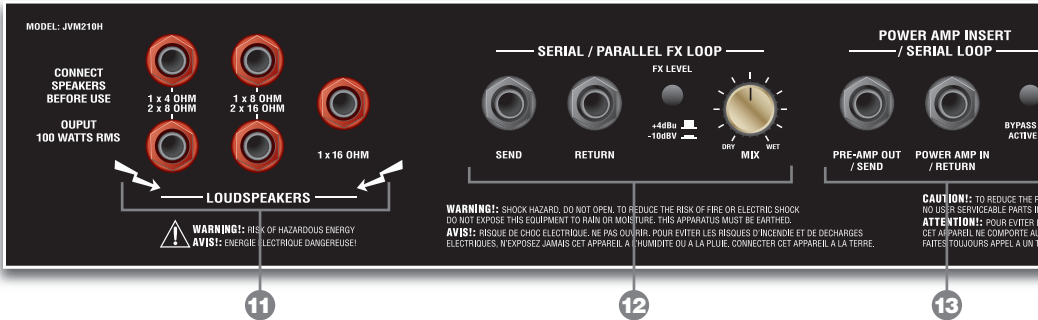 MODEL: JVM210H
CONNECT
SPEAKERS
BEFORE USE
OUPUT
100 WATTS RMS
1 x 4 OHM
2 x 8 OHM
1 x 8 OHM
2 x 16 OHM
1 x 16 OHM
LOUDSPEAKERS
WARNING!: RISK OF HAZARDOUS ENERGY
AVIS!: ENERGIE ELECTRIQUE DANGEREUSE!
SERIAL / PARALLEL FX LOOP
FX LEVEL
+4dBu
-10dBV
DRY
WET
SEND
RETURN
MIX
WARNING!: SHOCK HAZARD. DO NOT OPEN. TO REDUCE THE RISK OF FIRE OR ELECTRIC SHOCK
DO NOT EXPOSE THIS EQUIPMENT TO RAIN OR MOISTURE. THIS APPARATUS MUST BE EARTHED.
AVIS!: RISQUE DE CHOC ELECTRIQUE. NE PAS OUVRIR. POUR EVITER LES RISQUES D'INCENDIE ET DE DECHARGES
ELECTRIQUES, N'EXPOSEZ JAMAIS CET APPAREIL A L'HUMIDITE OU A LA PLUIE. CONNECTER CET APPAREIL A LA TERRE.
POWER AMP INSERT
/ SERIAL LOOP
BYPASS
ACTIVE
PRE-AMP OUT
/ SEND
POWER AMP IN
/ RETURN
CAUTION!: TO REDUCE THE
NO USER SERVICEABLE PARTS
ATTENTION!: POUR EVITER
CET APPAREIL NE COMPORTE
FAITES TOUJOURS APPEL A UN
11
12
13